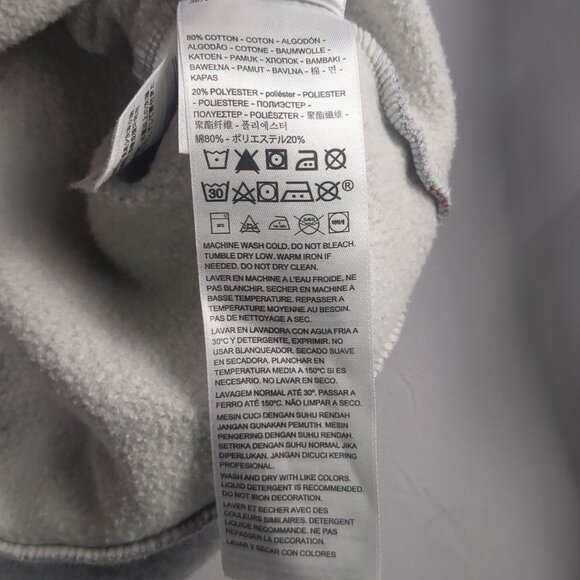 80% COTTON - COTON - ALGODÓN -
ALGODÃO - COTONE - BAUMWOLLE -
KATOEN - PAMUK - ХЛОПОК - BAMBAKI -
BAWEŁNA - PAMUT - BAVLNA - 棉 - 면 -
KAPAS
20% POLYESTER - poliéster - POLIESTER
- POLIESTERE - ПОЛИЭСТЕР -
ПОЛYEZTEP - POLIÉSZTER - 聚酯纖維 -
聚酯纤维 - 폴리에스터
綿80% - ポリエステル20%
30
®
MACHINE WASH COLD. DO NOT BLEACH.
TUMBLE DRY LOW. WARM IRON IF
NEEDED. DO NOT DRY CLEAN.
LAVER EN MACHINE A L'EAU FROIDE. NE
PAS BLANCHIR. SECHER EN MACHINE A
BASSE TEMPERATURE. REPASSER A
TEMPERATURE MOYENNE AU BESOIN.
PAS DE NETTOYAGE A SEC.
LAVAR EN LAVADORA CON AGUA FRIA A
30ºC Y DETERGENTE, EXPRIMIR. NO
USAR BLANQUEADOR. SECADO SUAVE
EN SECADORA. PLANCHAR EN
TEMPERATURA MEDIA A 150ºC SI ES
NECESARIO. NO LAVAR EN SECO.
LAVAGEM NORMAL ATÉ 30º. PASSAR A
FERRO ATÉ 150ºC. NÃO LIMPAR A SECO.
MESIN CUCI DENGAN SUHU RENDAH
JANGAN GUNAKAN PEMUTIH. MESIN
PENGERING DENGAN SUHU RENDAH.
SETRIKA DENGAN SUHU NORMAL JIKA
DIPERLUKAN. JANGAN DICUCI KERING
PROFESIONAL.
WASH AND DRY WITH LIKE COLORS.
LIQUID DETERGENT IS RECOMMENDED.
DO NOT IRON DECORATION.
LAVER ET SECHER AVEC DES
COULEURS SIMILAIRES. DETERGENT
LIQUIDE RECOMMANDE. NE PAS
REPASSER LA DECORATION.
LAVAR Y SECAR CON COLORES